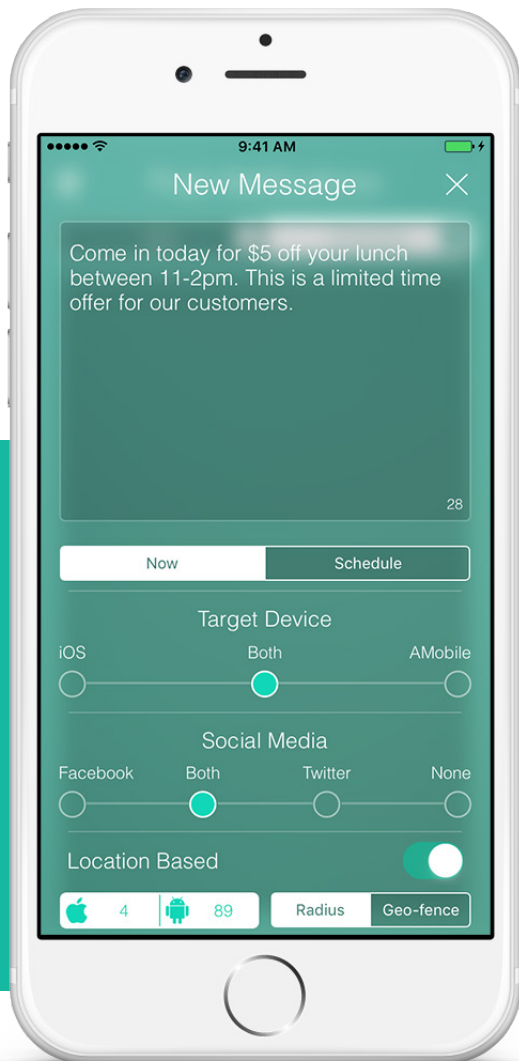 9:41 AM
New Message
Come in today for $5 off your lunch
between 11-2pm. This is a limited time
offer for our customers.
28
Now Schedule
Target Device
iOS Both AMobile
Social Media
Facebook Both Twitter None
Location Based
4 89 Radius Geo-fence